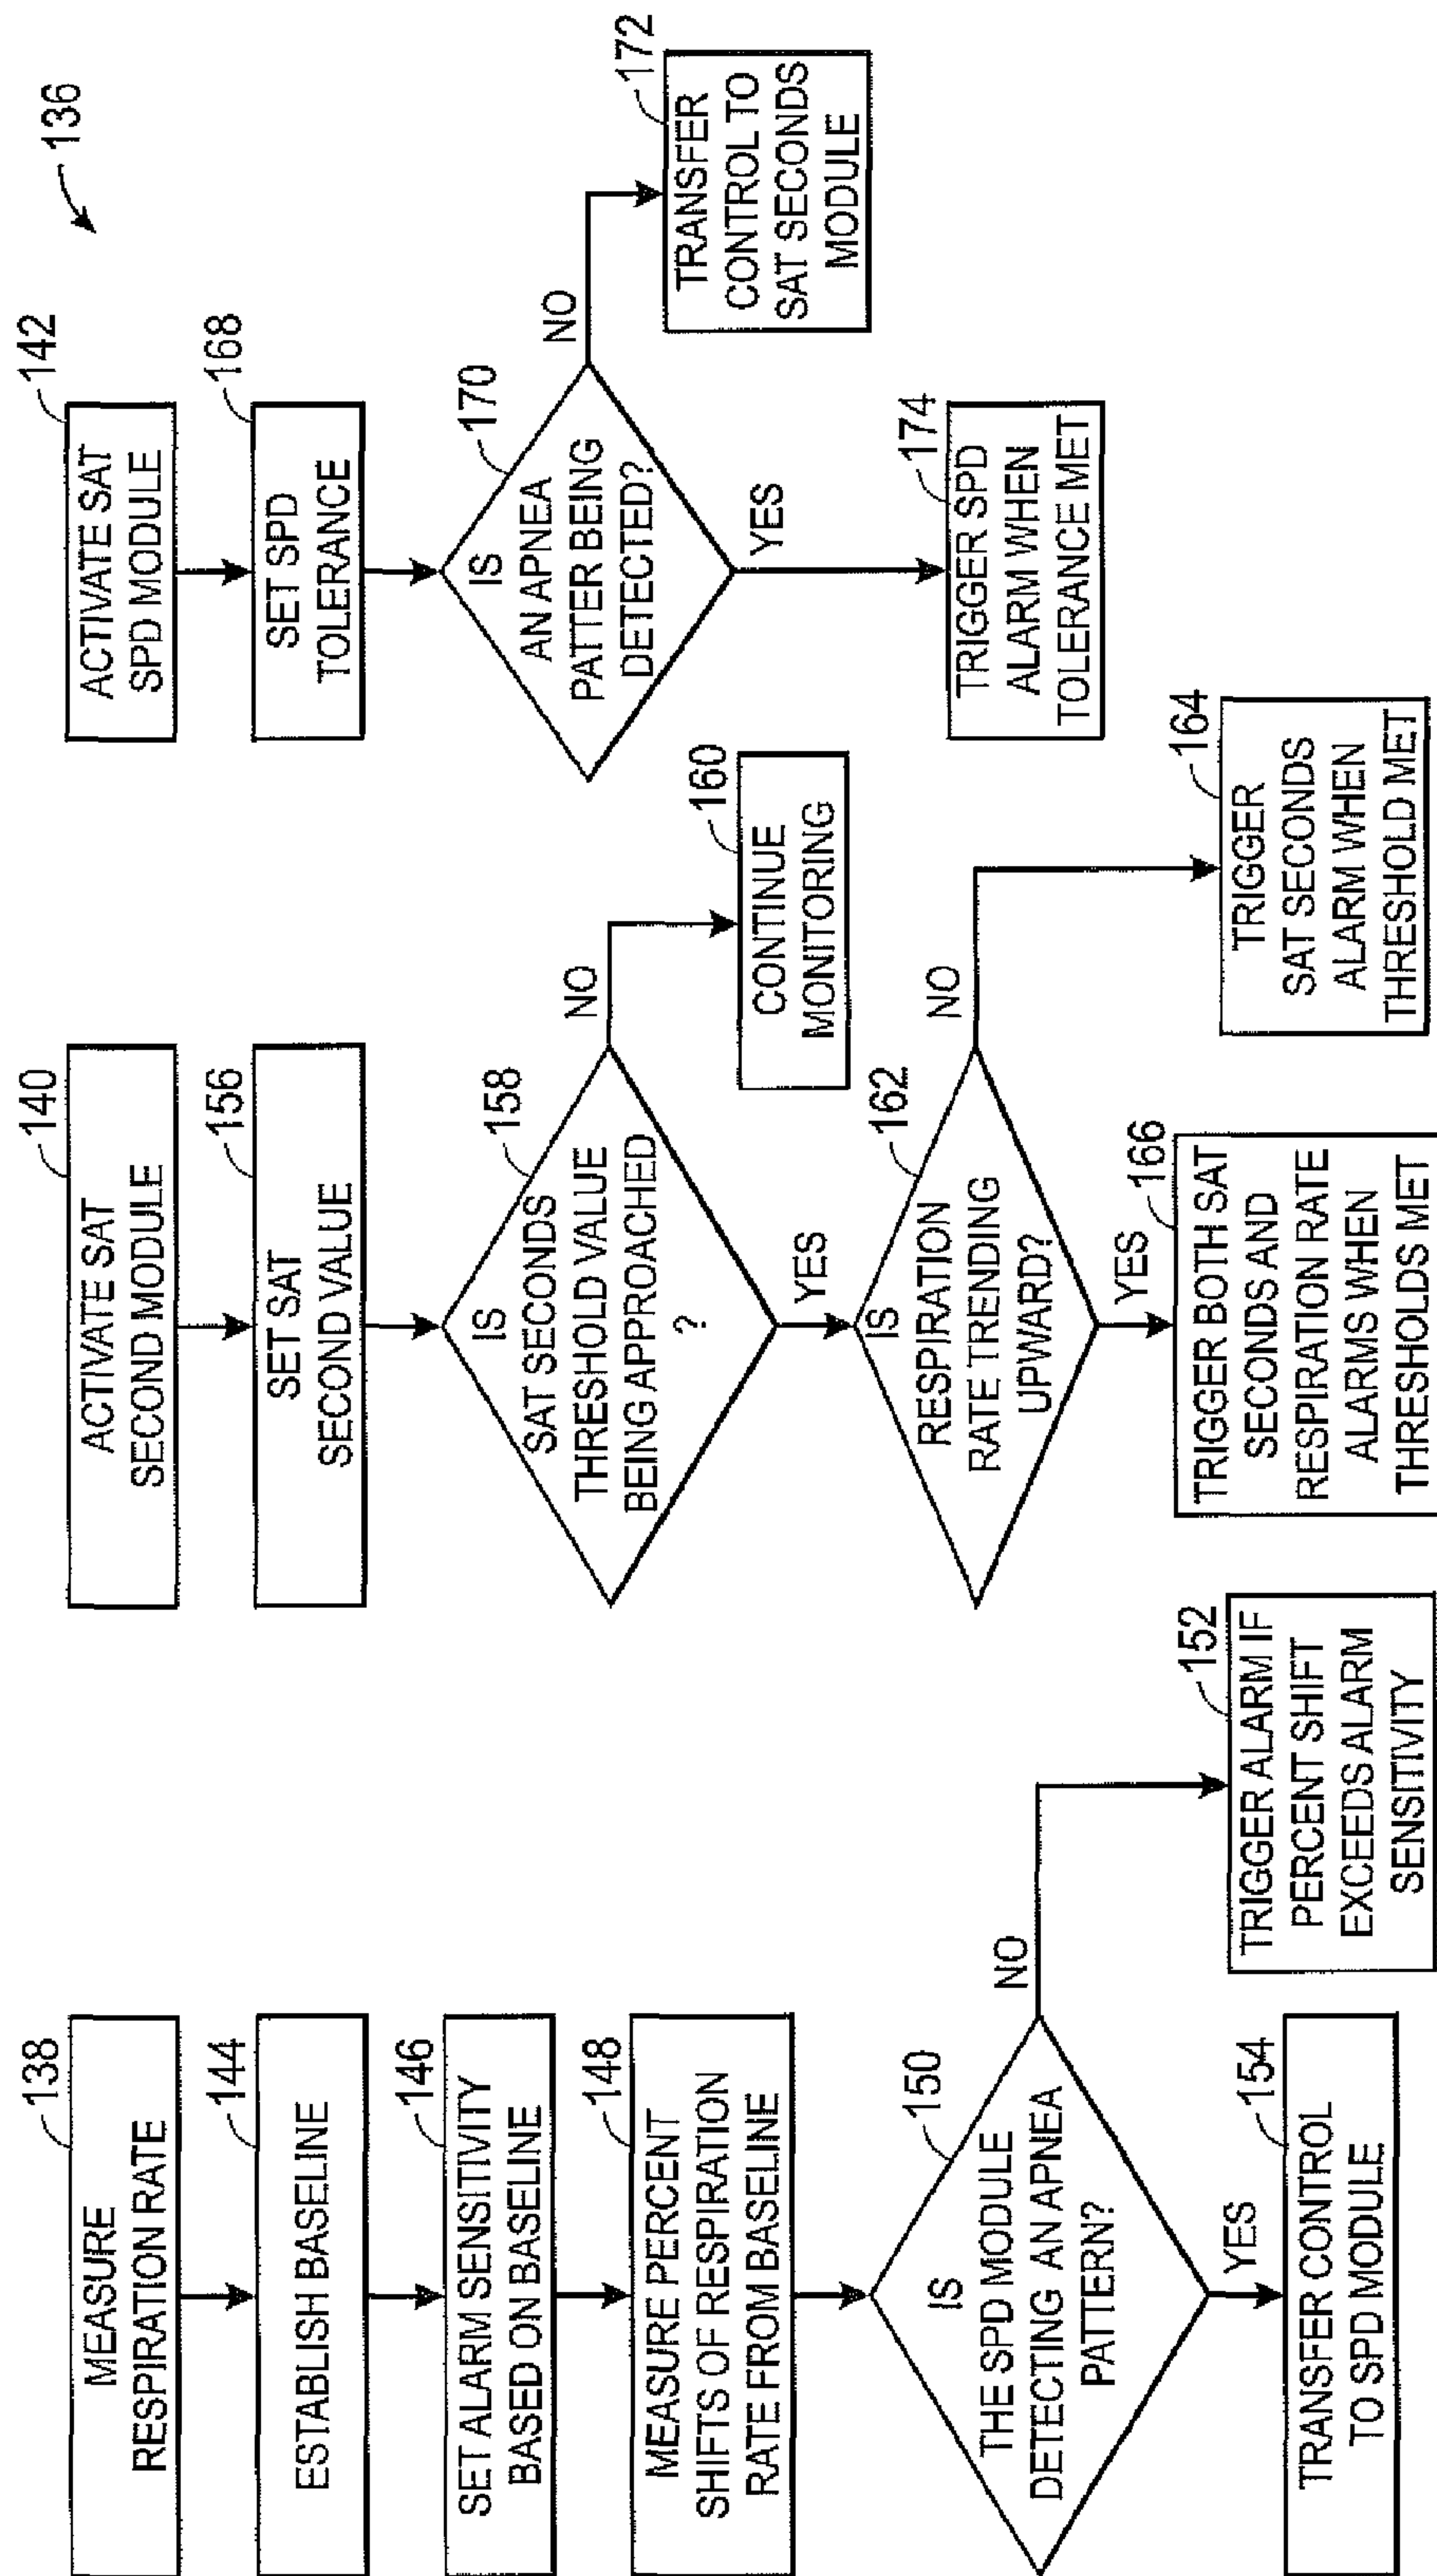 136
138
MEASURE
RESPIRATION RATE
144
ESTABLISH BASELINE
146
SET ALARM SENSITIVITY
BASED ON BASELINE
148
MEASURE PERCENT
SHIFTS OF RESPIRATION
RATE FROM BASELINE
150
IS
THE SPD MODULE
DETECTING AN APNEA
PATTERN?
NO
152
TRIGGER ALARM IF
PERCENT SHIFT
EXCEEDS ALARM
SENSITIVITY
YES
154
TRANSFER CONTROL
TO SPD MODULE
140
ACTIVATE SAT
SECOND MODULE
156
SET SAT
SECOND VALUE
158
IS
SAT SECONDS
THRESHOLD VALUE
BEING APPROACHED
?
NO
160
CONTINUE
MONITORING
YES
162
IS
RESPIRATION
RATE TRENDING
UPWARD?
NO
164
TRIGGER
SAT SECONDS
ALARM WHEN
THRESHOLD MET
YES
166
TRIGGER BOTH SAT
SECONDS AND
RESPIRATION RATE
ALARMS WHEN
THRESHOLDS MET
142
ACTIVATE SAT
SPD MODULE
168
SET SPD
TOLERANCE
170
IS
AN APNEA
PATTER BEING
DETECTED?
NO
172
TRANSFER
CONTROL TO
SAT SECONDS
MODULE
YES
174
TRIGGER SPD
ALARM WHEN
TOLERANCE MET